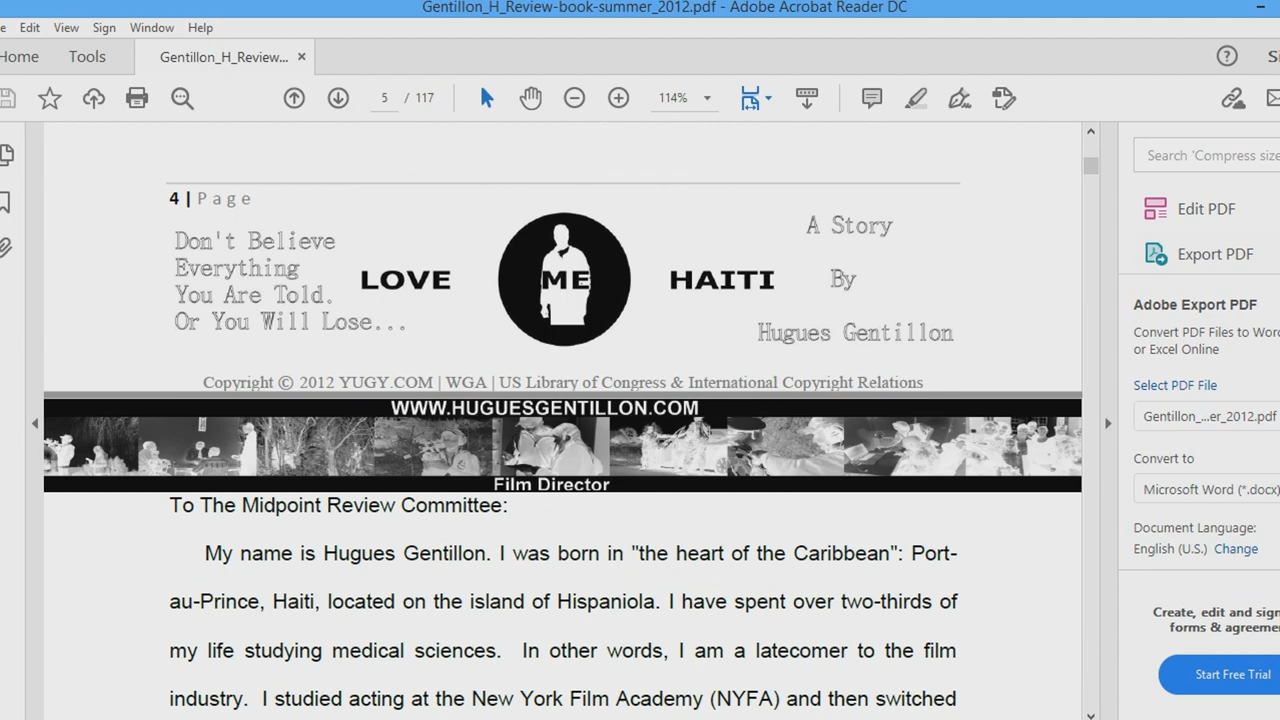 Gentillon_H_Review-book-summer_2012.pdf - Adobe Acrobat Reader DC
Edit View Sign Window Help
Home Tools Gentillon_H_Review... ×
5 / 117 114%
4 | Page
Don't Believe
Everything
You Are Told.
Or You Will Lose...
LOVE ME HAITI
A Story
By
Hugues Gentillon
Copyright © 2012 YUGY.COM | WGA | US Library of Congress & International Copyright Relations
WWW.HUGUESGENTILLON.COM
Film Director
To The Midpoint Review Committee:
My name is Hugues Gentillon. I was born in "the heart of the Caribbean": Port-
au-Prince, Haiti, located on the island of Hispaniola. I have spent over two-thirds of
my life studying medical sciences. In other words, I am a latecomer to the film
industry. I studied acting at the New York Film Academy (NYFA) and then switched
Search 'Compress size
Edit PDF
Export PDF
Adobe Export PDF
Convert PDF Files to Word
or Excel Online
Select PDF File
Gentillon_...er_2012.pdf
Convert to
Microsoft Word (*.docx)
Document Language:
English (U.S.) Change
Create, edit and sign
forms & agreeme
Start Free Trial